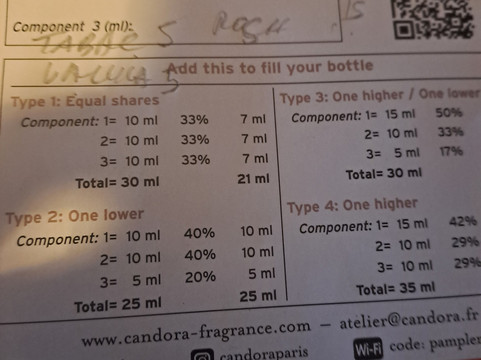 Component 3 (ml):
TABAC 5 ROSH 15
5
Add this to fill your bottle
Type 1: Equal shares
Component: 1= 10 ml 33% 7 ml
2= 10 ml 33% 7 ml
3= 10 ml 33% 7 ml
Total= 30 ml 21 ml
Type 2: One lower
Component: 1= 10 ml 40% 10 ml
2= 10 ml 40% 10 ml
3= 5 ml 20% 5 ml
Total= 25 ml 25 ml
Type 3: One higher / One lower
Component: 1= 15 ml 50%
2= 10 ml 33%
3= 5 ml 17%
Total= 30 ml
Type 4: One higher
Component: 1= 15 ml 42%
2= 10 ml 29%
3= 10 ml 29%
Total= 35 ml
www.candora-fragrance.com – atelier@candora.fr
candoraparis Wi-Fi code: pampler